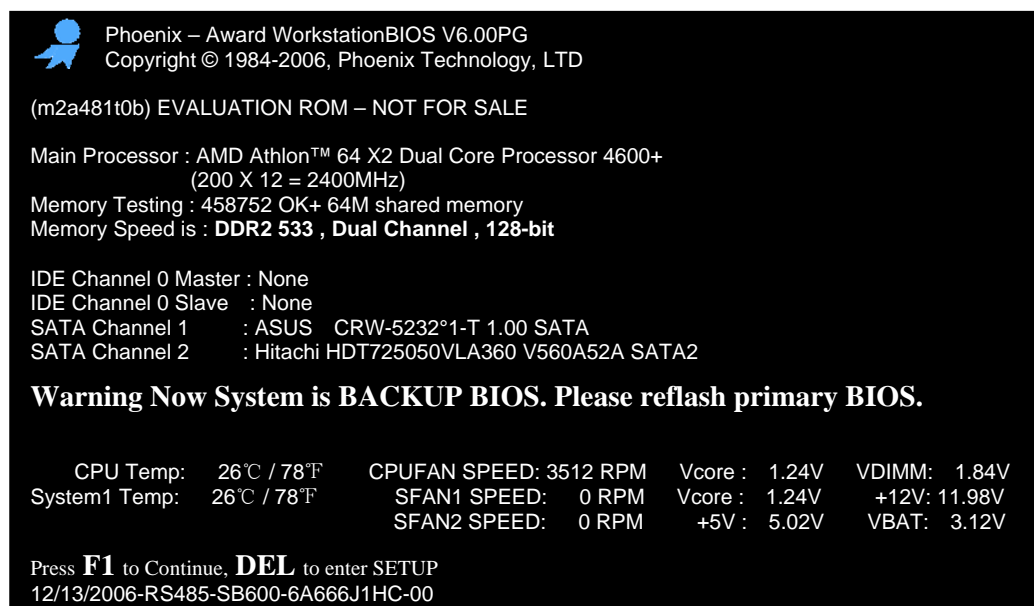 Phoenix – Award WorkstationBIOS V6.00PG
Copyright © 1984-2006, Phoenix Technology, LTD
(m2a481t0b) EVALUATION ROM – NOT FOR SALE
Main Processor : AMD Athlon™ 64 X2 Dual Core Processor 4600+
(200 X 12 = 2400MHz)
Memory Testing : 458752 OK+ 64M shared memory
Memory Speed is : DDR2 533 , Dual Channel , 128-bit
IDE Channel 0 Master : None
IDE Channel 0 Slave : None
SATA Channel 1 : ASUS CRW-5232°1-T 1.00 SATA
SATA Channel 2 : Hitachi HDT725050VLA360 V560A52A SATA2
Warning Now System is BACKUP BIOS. Please reflash primary BIOS.
CPU Temp: 26℃ / 78℉ CPUFAN SPEED: 3512 RPM Vcore : 1.24V VDIMM: 1.84V
System1 Temp: 26℃ / 78℉ SFAN1 SPEED: 0 RPM Vcore : 1.24V +12V: 11.98V
SFAN2 SPEED: 0 RPM +5V : 5.02V VBAT: 3.12V
Press F1 to Continue, DEL to enter SETUP
12/13/2006-RS485-SB600-6A666J1HC-00